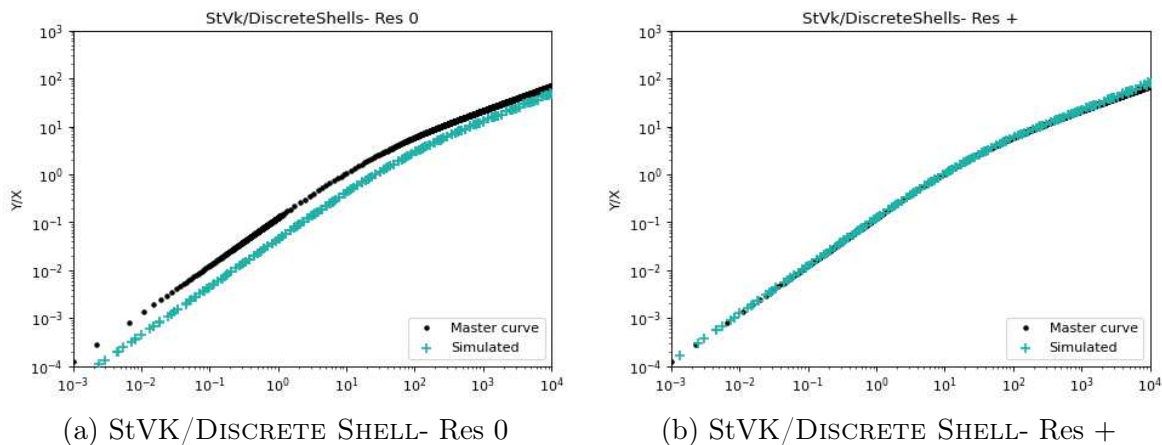 StVk/DiscreteShells- Res 0
10^3
10^2
10^1
10^0
10^-1
10^-2
10^-3
10^-4
Y/X
Master curve
Simulated
10^-3 10^-2 10^-1 10^0 10^1 10^2 10^3 10^4
(a) StVK/DISCRETE SHELL- Res 0
StVk/DiscreteShells- Res +
10^3
10^2
10^1
10^0
10^-1
10^-2
10^-3
10^-4
Y/X
Master curve
Simulated
10^-3 10^-2 10^-1 10^0 10^1 10^2 10^3 10^4
(b) StVK/DISCRETE SHELL- Res +